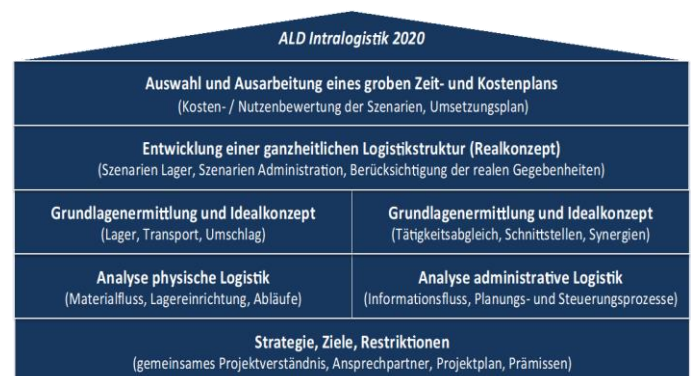 ALD Intralogistik 2020
Auswahl und Ausarbeitung eines groben Zeit- und Kostenplans
(Kosten- / Nutzenbewertung der Szenarien, Umsetzungsplan)
Entwicklung einer ganzheitlichen Logistikstruktur (Realkonzept)
(Szenarien Lager, Szenarien Administration, Berücksichtigung der realen Gegebenheiten)
Grundlagenermittlung und Idealkonzept
(Lager, Transport, Umschlag)
Grundlagenermittlung und Idealkonzept
(Tätigkeitsabgleich, Schnittstellen, Synergien)
Analyse physische Logistik
(Materialfluss, Lagereinrichtung, Abläufe)
Analyse administrative Logistik
(Informationsfluss, Planungs- und Steuerungsprozesse)
Strategie, Ziele, Restriktionen
(gemeinsames Projektverständnis, Ansprechpartner, Projektplan, Prämissen)